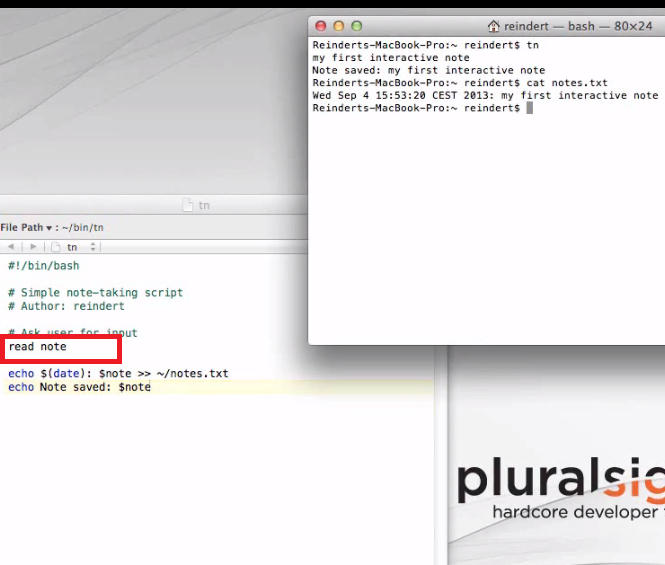 reindert — bash — 80×24
Reinderts-MacBook-Pro:~ reindert$ tn
my first interactive note
Note saved: my first interactive note
Reinderts-MacBook-Pro:~ reindert$ cat notes.txt
Wed Sep 4 15:53:20 CEST 2013: my first interactive note
Reinderts-MacBook-Pro:~ reindert$
tn
File Path ▾ : ~/bin/tn
tn
#!/bin/bash
# Simple note-taking script
# Author: reindert
# Ask user for input
read note
echo $(date): $note >> ~/notes.txt
echo Note saved: $note
pluralsig
hardcore developer